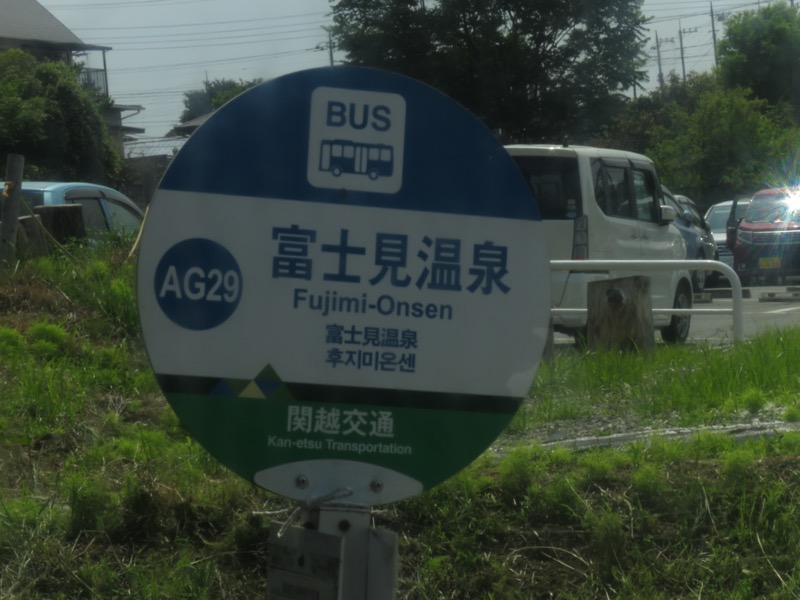 BUS
AG29
富士見温泉
Fujimi-Onsen
富士見温泉
후지미온센
関越交通
Kan-etsu Transportation